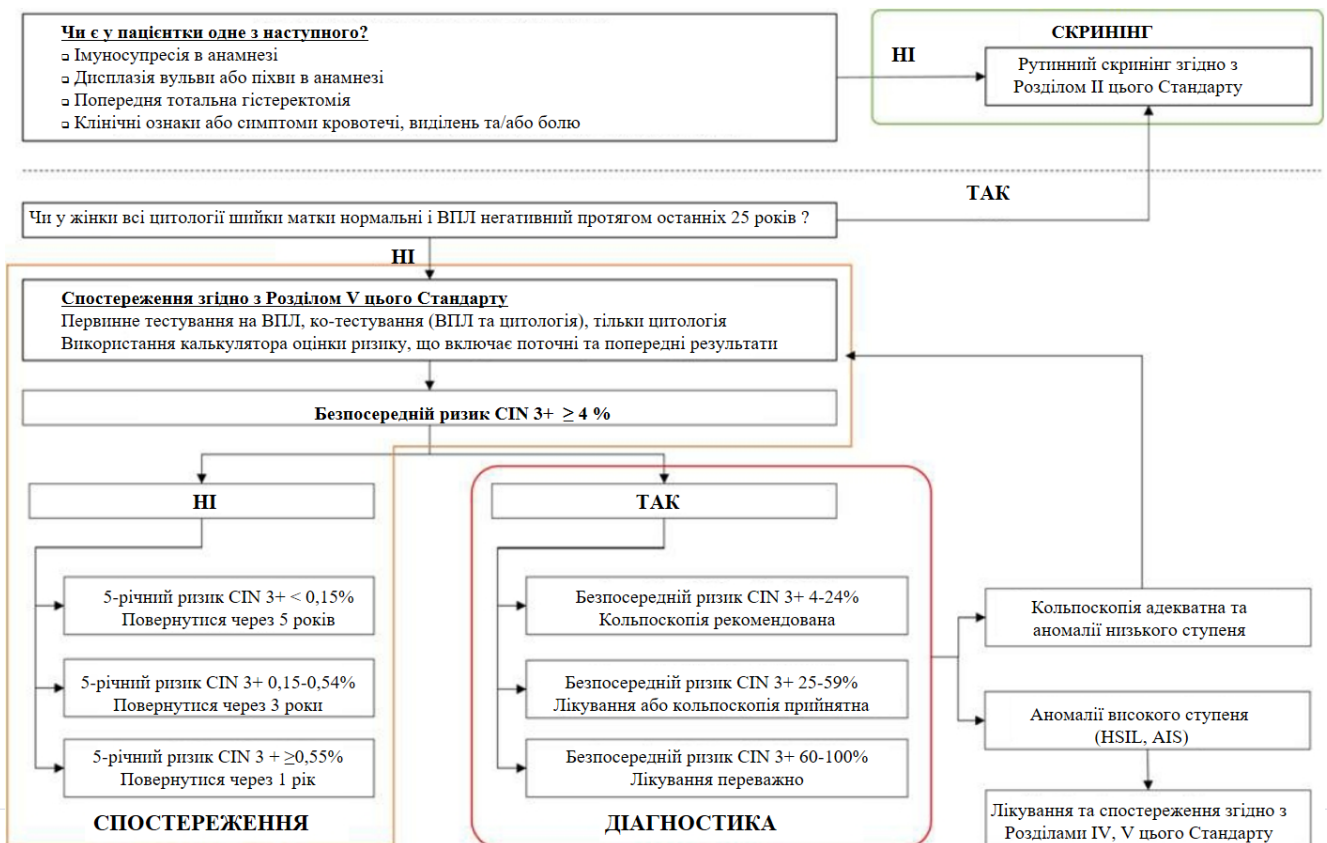 Чи є у пацієнтки одне з наступного?
❑ Імуносупресія в анамнезі
❑ Дисплазія вульви або піхви в анамнезі
❑ Попередня тотальна гістеректомія
❑ Клінічні ознаки або симптоми кровотечі, виділень та/або болю
НІ
СКРИНІНГ
Рутинний скринінг згідно з
Розділом II цього Стандарту
ТАК
Чи у жінки всі цитології шийки матки нормальні і ВПЛ негативний протягом останніх 25 років ?
НІ
Спостереження згідно з Розділом V цього Стандарту
Первинне тестування на ВПЛ, ко-тестування (ВПЛ та цитологія), тільки цитологія
Використання калькулятора оцінки ризику, що включає поточні та попередні результати
Безпосередній ризик CIN 3+ ≥ 4 %
НІ
5-річний ризик CIN 3+ < 0,15%
Повернутися через 5 років
5-річний ризик CIN 3+ 0,15-0,54%
Повернутися через 3 роки
5-річний ризик CIN 3 + ≥0,55%
Повернутися через 1 рік
СПОСТЕРЕЖЕННЯ
ТАК
Безпосередній ризик CIN 3+ 4-24%
Кольпоскопія рекомендована
Безпосередній ризик CIN 3+ 25-59%
Лікування або кольпоскопія прийнятна
Безпосередній ризик CIN 3+ 60-100%
Лікування переважно
ДІАГНОСТИКА
Кольпоскопія адекватна та
аномалії низького ступеня
Аномалії високого ступеня
(HSIL, AIS)
Лікування та спостереження згідно з
Розділами IV, V цього Стандарту